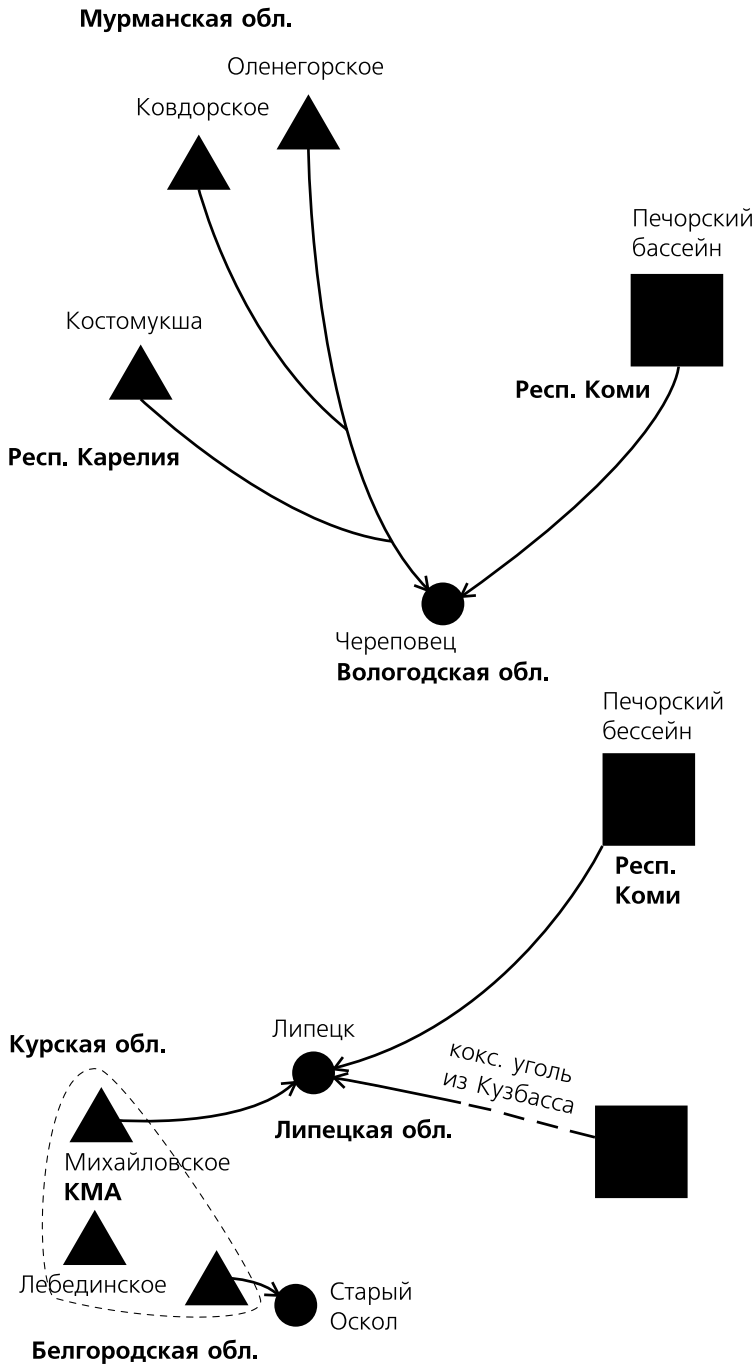 Мурманская обл.
Оленегорское
Ковдорское
Печорский
бассейн
Костомукша
Респ. Коми
Респ. Карелия
Череповец
Вологодская обл.
Печорский
бессейн
Респ.
Коми
Курская обл.
Липецк
кокс. уголь
из Кузбасса
Липецкая обл.
Михайловское
КМА
Лебединское
Старый
Оскол
Белгородская обл.